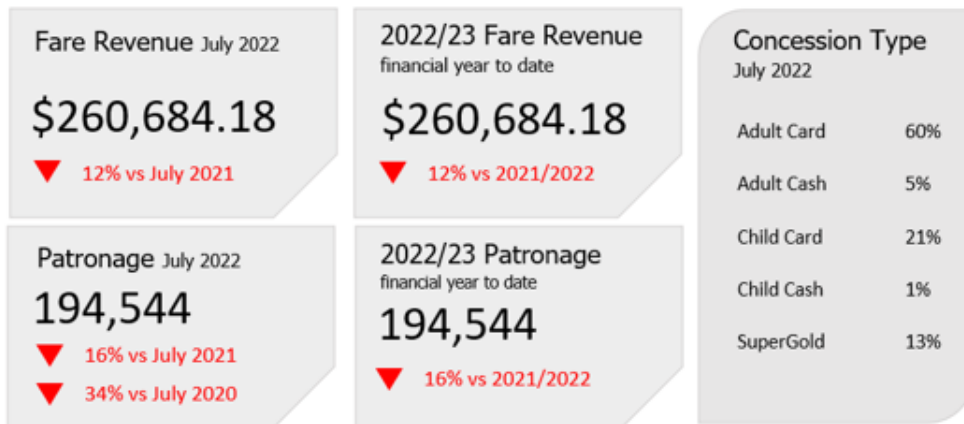 Fare Revenue July 2022
$260,684.18
12% vs July 2021
2022/23 Fare Revenue
financial year to date
$260,684.18
12% vs 2021/2022
Patronage July 2022
194,544
16% vs July 2021
34% vs July 2020
2022/23 Patronage
financial year to date
194,544
16% vs 2021/2022
Concession Type
July 2022
Adult Card 60%
Adult Cash 5%
Child Card 21%
Child Cash 1%
SuperGold 13%